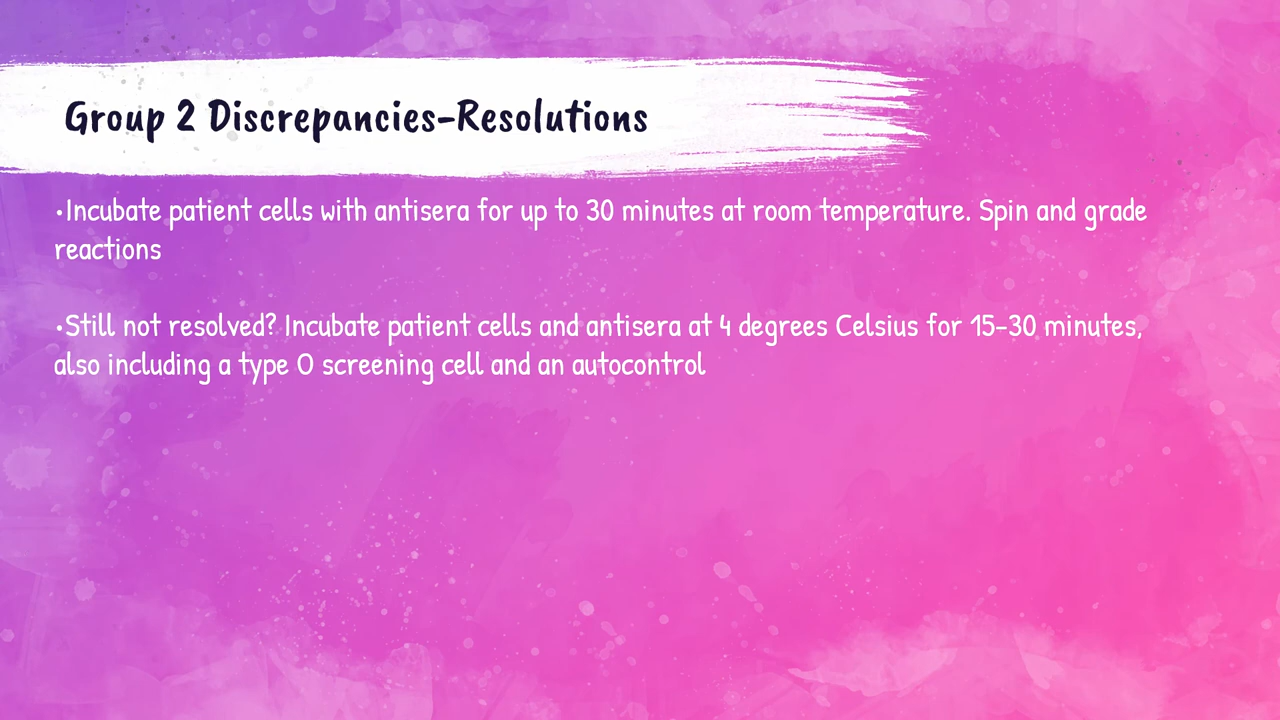 Group 2 Discrepancies-Resolutions
•Incubate patient cells with antisera for up to 30 minutes at room temperature. Spin and grade
reactions
•Still not resolved? Incubate patient cells and antisera at 4 degrees Celsius for 15-30 minutes,
also including a type O screening cell and an autocontrol